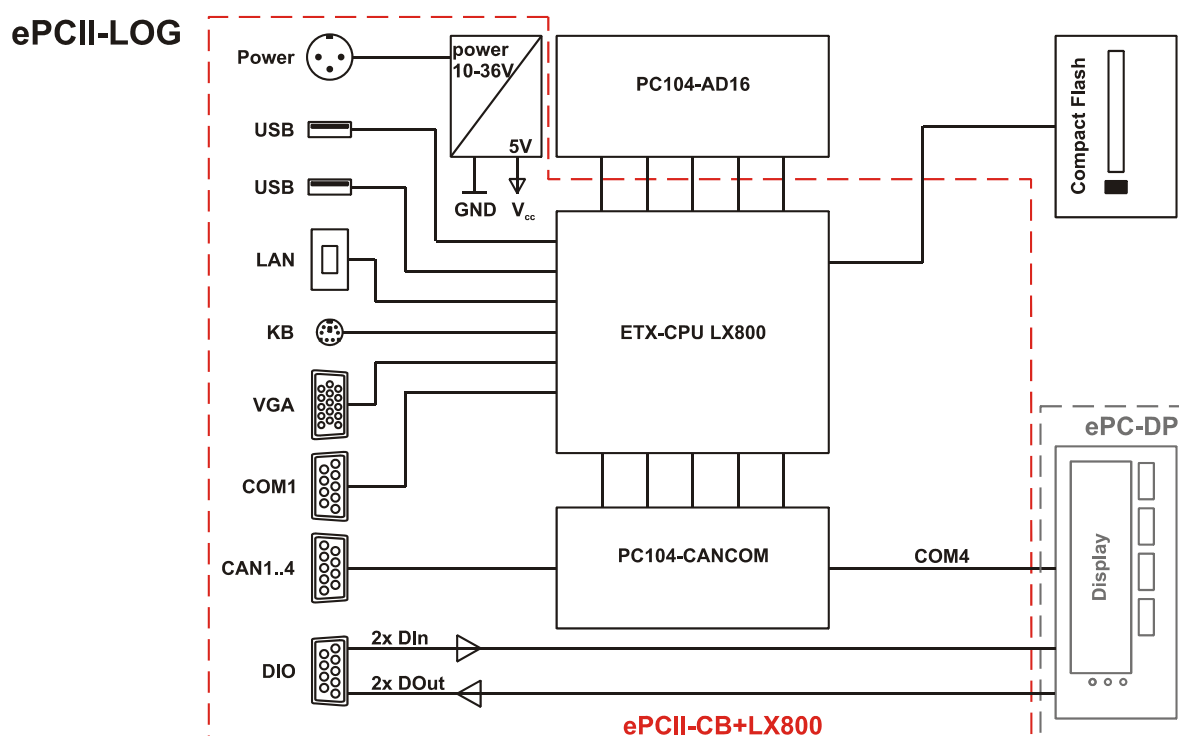 ePCII-LOG
Power
power
10-36V
5V
GND
Vcc
PC104-AD16
Compact Flash
USB
USB
LAN
KB
ETX-CPU LX800
VGA
ePC-DP
COM1
CAN1..4
PC104-CANCOM
COM4
Display
DIO
2x DIn
2x DOut
ePCII-CB+LX800